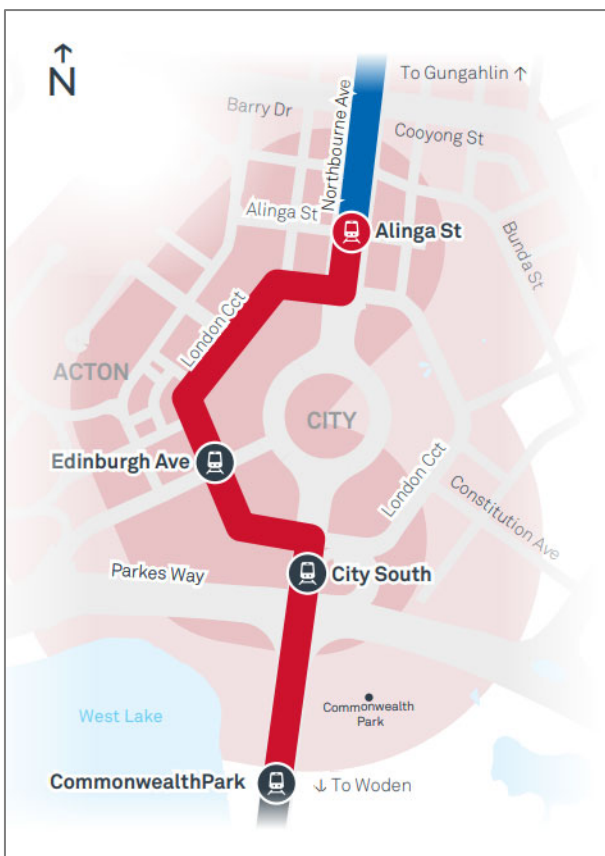 N
To Gungahlin ↑
Barry Dr
Northbourne Ave
Cooyong St
Alinga St
Alinga St
Bunda St
London Cct
ACTON
CITY
Edinburgh Ave
London Cct
Constitution Ave
Parkes Way
City South
Commonwealth
Park
West Lake
CommonwealthPark
↓ To Woden